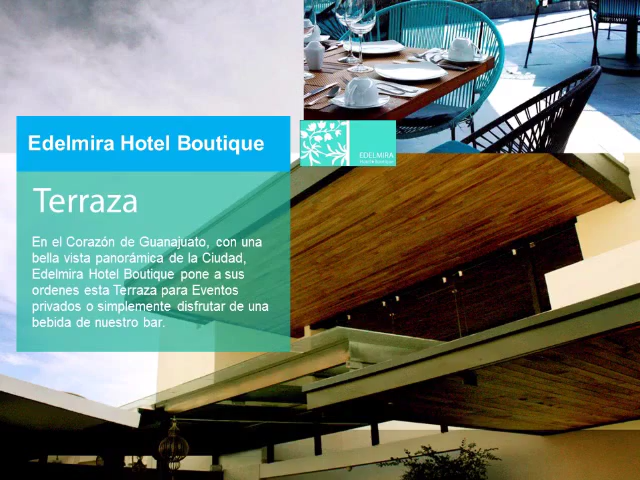 Edelmira Hotel Boutique
EDELMIRA
Terraza
En el Corazón de Guanajuato, con una
bella vista panorámica de la Ciudad,
Edelmira Hotel Boutique pone a sus
ordenes esta Terraza para Eventos
privados o simplemente disfrutar de una
bebida de nuestro bar.